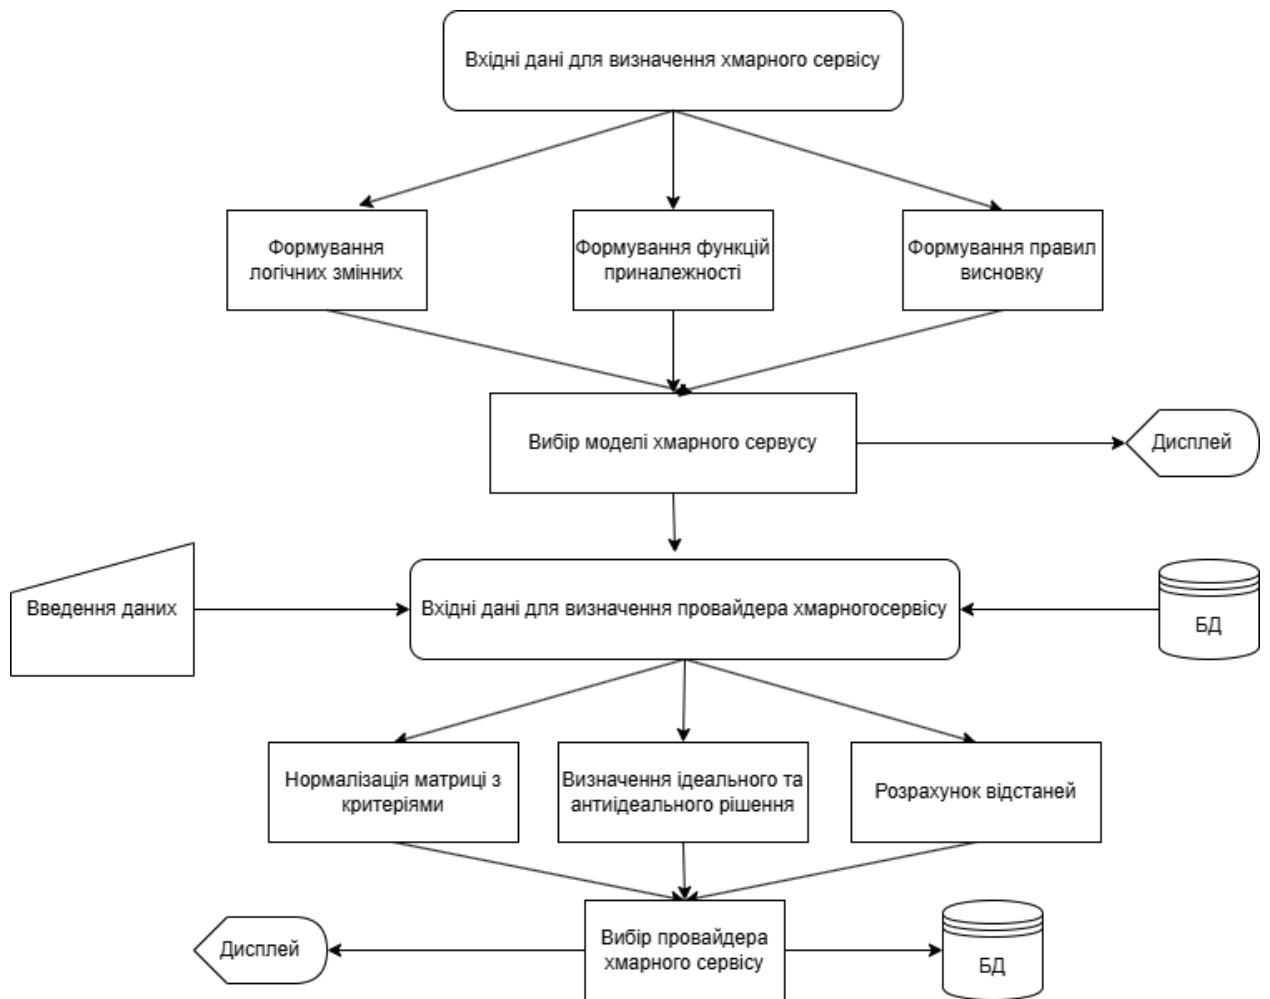 Вхідні дані для визначення хмарного сервісу
Формування
логічних змінних
Формування функцій
приналежності
Формування правил
висновку
Вибір моделі хмарного сервусу
Дисплей
Введення даних
Вхідні дані для визначення провайдера хмарногосервісу
БД
Нормалізація матриці з
критеріями
Визначення ідеального та
антиідеального рішення
Розрахунок відстаней
Дисплей
Вибір провайдера
хмарного сервісу
БД